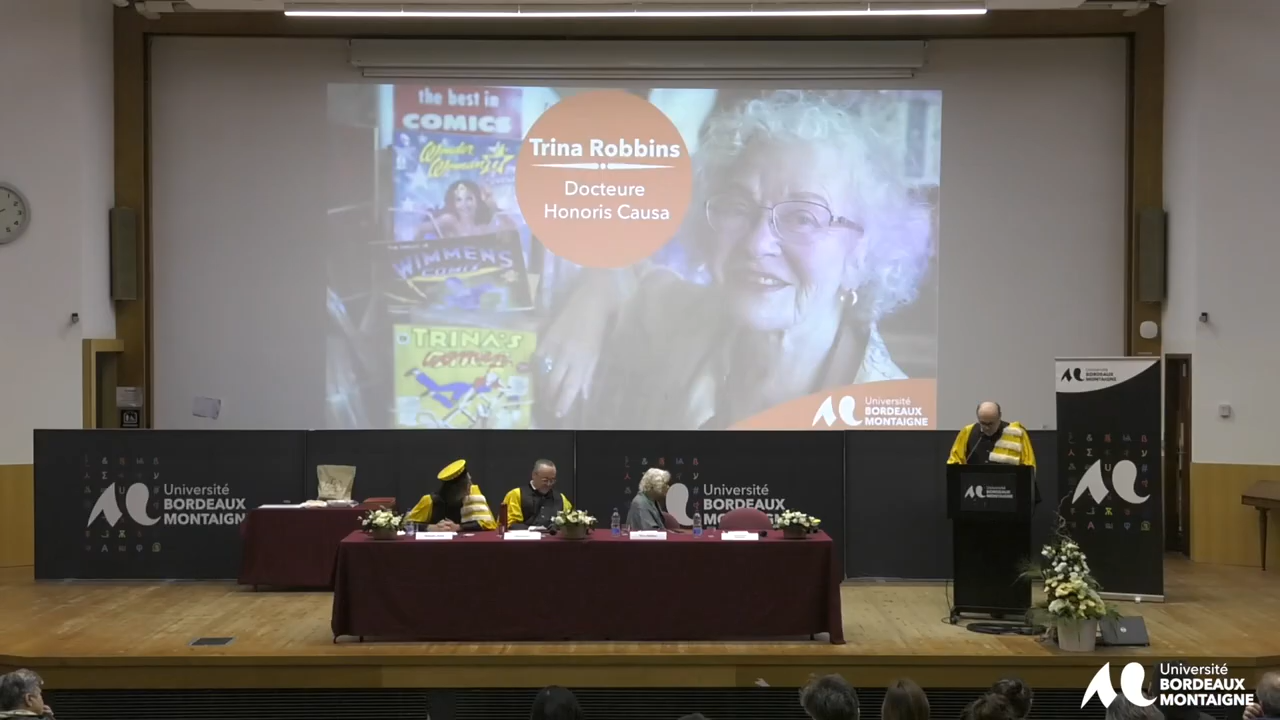 the best in
COMICS
Wonder
Woman
WIMMENS
COMIX
TRINA'S
Trina Robbins
Docteure
Honoris Causa
Université
BORDEAUX
MONTAIGNE
BORDEAUX
MONTAIGNE
Université
BORDEAUX
MONTAIGNE
Université
BORDEAUX
MONTAIGNE
Université
BORDEAUX
MONTAIGNE